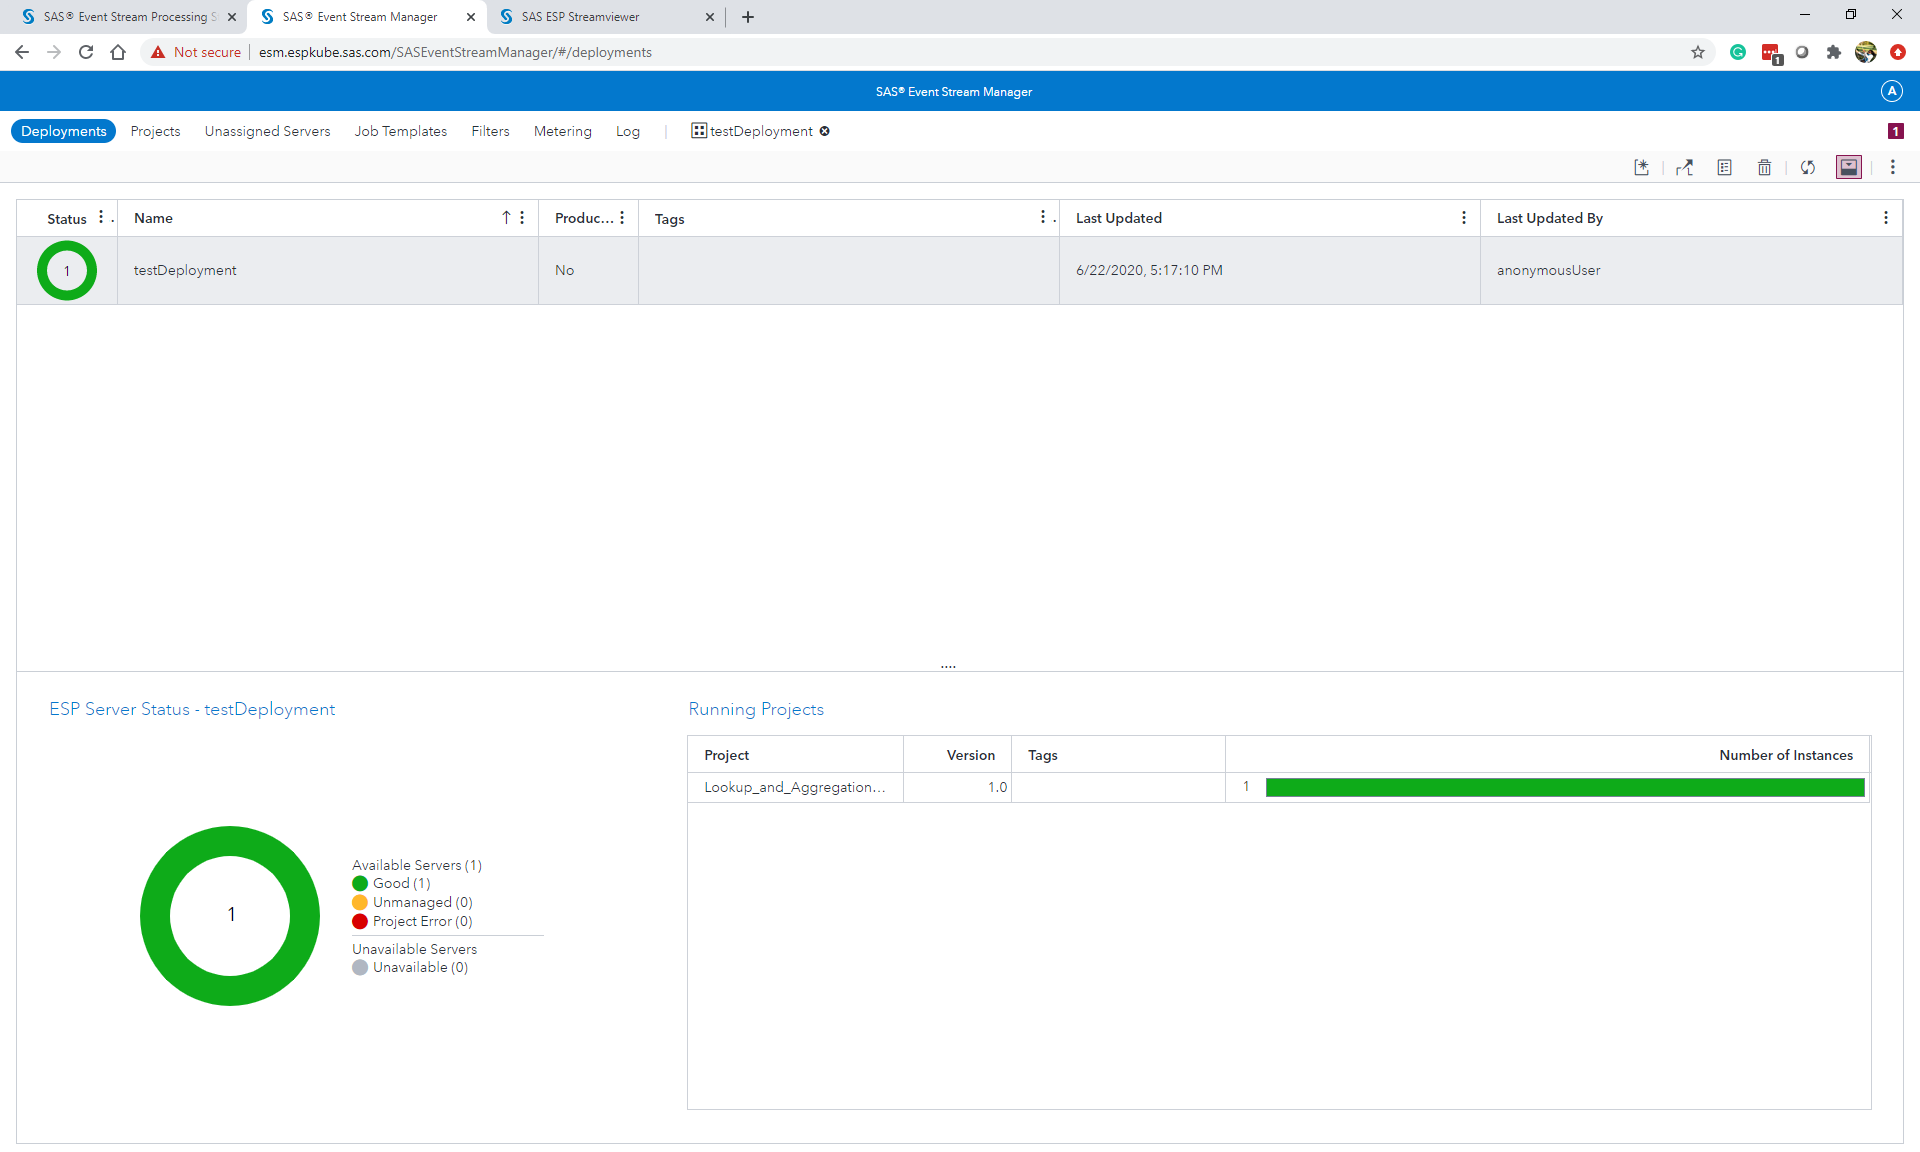 SAS® Event Stream Processing S
SAS® Event Stream Manager
SAS ESP Streamviewer
Not secure
esm.espkube.sas.com/SASEventStreamManager/#/deployments
1
SAS® Event Stream Manager
A
Deployments
Projects
Unassigned Servers
Job Templates
Filters
Metering
Log
testDeployment
1
Status
Name
Produc...
Tags
Last Updated
Last Updated By
1
testDeployment
No
6/22/2020, 5:17:10 PM
anonymousUser
ESP Server Status - testDeployment
1
Available Servers (1)
Good (1)
Unmanaged (0)
Project Error (0)
Unavailable Servers
Unavailable (0)
Running Projects
Project
Version
Tags
Number of Instances
Lookup_and_Aggregation...
1.0
1